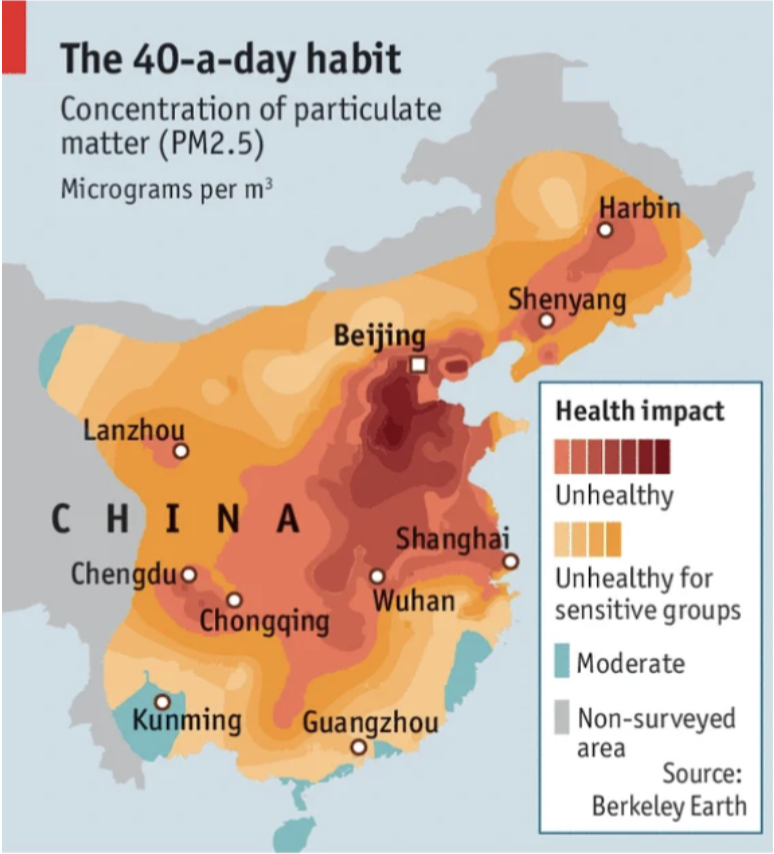 The 40-a-day habit
Concentration of particulate
matter (PM2.5)
Micrograms per m³
Harbin
Shenyang
Beijing
Lanzhou
CHINA
Shanghai
Chengdu
Wuhan
Chongqing
Kunming
Guangzhou
Health impact
Unhealthy
Unhealthy for
sensitive groups
Moderate
Non-surveyed
area
Source:
Berkeley Earth